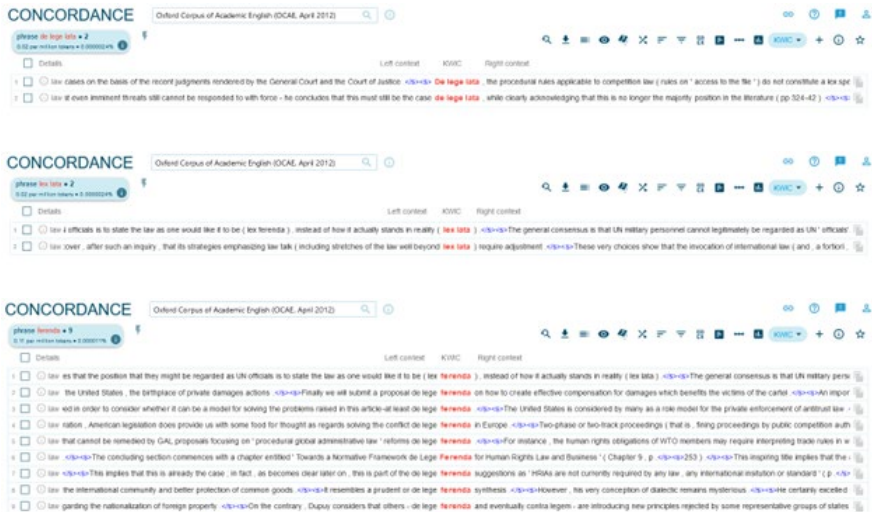 CONCORDANCE Oxford Corpus of Academic English (OCAE, April 2012)
phrase de lege lata • 2
0.02 per million tokens • 0.0000024%
KWIC
Details Left context KWIC Right context
1 law cases on the basis of the recent judgments rendered by the General Court and the Court of Justice </s><s> De lege lata , the procedural rules applicable to competition law ( rules on ' access to the file ' ) do not constitute a lex spe
2 law st even imminent threats still cannot be responded to with force - he concludes that this must still be the case de lege lata , while clearly acknowledging that this is no longer the majority position in the literature ( pp 324-42 ) </s><s>
CONCORDANCE Oxford Corpus of Academic English (OCAE, April 2012)
phrase lex lata • 2
0.02 per million tokens • 0.0000024%
KWIC
Details Left context KWIC Right context
1 law officials is to state the law as one would like it to be ( lex ferenda ) , instead of how it actually stands in reality ( lex lata ) </s><s>The general consensus is that UN military personnel cannot legitimately be regarded as UN ' officials'
2 law cover , after such an inquiry , that its strategies emphasizing law talk ( including stretches of the law well beyond lex lata ) require adjustment </s><s>These very choices show that the invocation of international law ( and , a fortiori ,
CONCORDANCE Oxford Corpus of Academic English (OCAE, April 2012)
phrase ferenda • 9
0.11 per million tokens • 0.000011%
KWIC
Details Left context KWIC Right context
1 law es that the position that they might be regarded as UN officials is to state the law as one would like it to be ( lex ferenda ) , instead of how it actually stands in reality ( lex lata ) </s><s>The general consensus is that UN military pers
2 law the United States , the birthplace of private damages actions </s><s>Finally we will submit a proposal de lege ferenda on how to create effective compensation for damages which benefits the victims of the cartel </s><s>An impor
3 law ed in order to consider whether it can be a model for solving the problems raised in this article-at least de lege ferenda </s><s>The United States is considered by many as a role model for the private enforcement of antitrust law -
4 law ration , American legislation does provide us with some food for thought as regards solving the conflict de lege ferenda in Europe </s><s>Two-phase or two-track proceedings ( that is , fining proceedings by public competition auth
5 law that cannot be remedied by GAL proposals focusing on ' procedural global administrative law ' reforms de lege ferenda </s><s>For instance , the human rights obligations of WTO members may require interpreting trade rules in w
6 law </s><s>The concluding section commences with a chapter entitled ' Towards a Normative Framework de Lege Ferenda for Human Rights Law and Business ' ( Chapter 9 , p </s><s>253 ) </s><s>This inspiring title implies that the
7 law </s><s>This implies that this is already the case ; in fact , as becomes clear later on , this is part of the de lege ferenda suggestions as ' HRIAs are not currently required by any law , any international institution or standard ' ( p </s>
8 law the international community and better protection of common goods </s><s>It resembles a prudent or de lege ferenda synthesis </s><s>However , his very conception of dialectic remains mysterious </s><s>He certainly excelled
9 law garding the nationalization of foreign property </s><s>On the contrary , Dupuy considers that others - de lege ferenda and eventually contra legem - are introducing new principles rejected by some representative groups of states